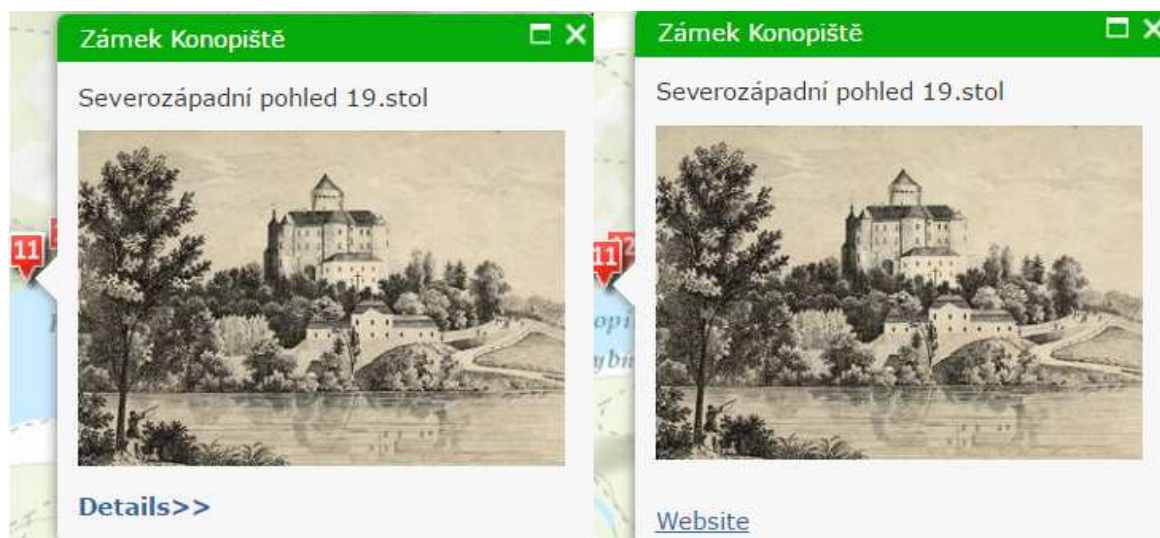 Zámek Konopiště
Severozápadní pohled 19.stol
11
Details>>
Zámek Konopiště
Severozápadní pohled 19.stol
11
Website